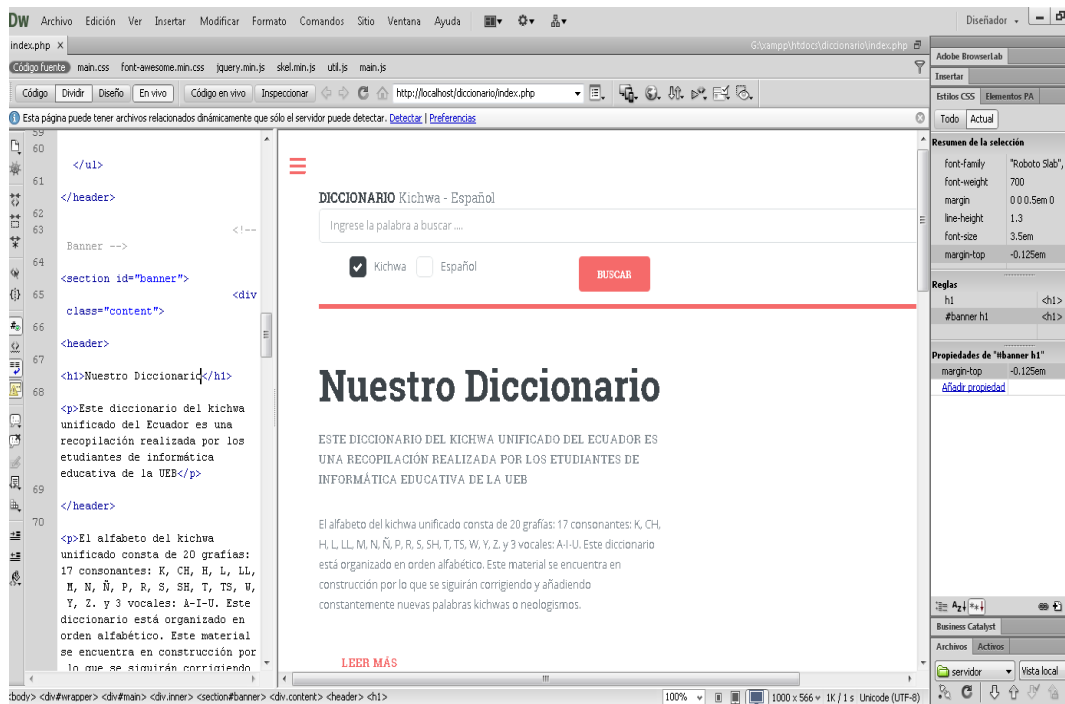 DW Archivo Edición Ver Insertar Modificar Formato Comandos Sitio Ventana Ayuda Diseñador
index.php × G:\xampp\htdocs\diccionario\index.php
Código fuente main.css font-awesome.min.css jquery.min.js skel.min.js util.js main.js
Código Dividir Diseño En vivo Código en vivo Inspeccionar http://localhost/diccionario/index.php
Esta página puede tener archivos relacionados dinámicamente que sólo el servidor puede detectar. Detectar | Preferencias
59
60
</ul>
61
</header>
62
63 <!--
Banner -->
64
<section id="banner">
65 <div
class="content">
66
<header>
67
<h1>Nuestro Diccionario</h1>
68
<p>Este diccionario del kichwa
unificado del Ecuador es una
recopilación realizada por los
etudiantes de informática
educativa de la UEB</p>
69
</header>
70
<p>El alfabeto del kichwa
unificado consta de 20 grafías:
17 consonantes: K, CH, H, L, LL,
M, N, Ñ, P, R, S, SH, T, TS, W,
Y, Z. y 3 vocales: A-I-U. Este
diccionario está organizado en
orden alfabético. Este material
se encuentra en construcción por
lo que se siguirán corrigiendo
DICCIONARIO Kichwa - Español
Ingrese la palabra a buscar ....
Kichwa Español BUSCAR
Nuestro Diccionario
ESTE DICCIONARIO DEL KICHWA UNIFICADO DEL ECUADOR ES
UNA RECOPILACIÓN REALIZADA POR LOS ETUDIANTES DE
INFORMÁTICA EDUCATIVA DE LA UEB
El alfabeto del kichwa unificado consta de 20 grafías: 17 consonantes: K, CH,
H, L, LL, M, N, Ñ, P, R, S, SH, T, TS, W, Y, Z. y 3 vocales: A-I-U. Este diccionario
está organizado en orden alfabético. Este material se encuentra en
construcción por lo que se siguirán corrigiendo y añadiendo
constantemente nuevas palabras kichwas o neologismos.
LEER MÁS
Adobe BrowserLab
Insertar
Estilos CSS Elementos PA
Todo Actual
Resumen de la selección
font-family "Roboto Slab",
font-weight 700
margin 0 0 0.5em 0
line-height 1.3
font-size 3.5em
margin-top -0.125em
Reglas
h1 <h1>
#banner h1 <h1>
Propiedades de "#banner h1"
margin-top -0.125em
Añadir propiedad
Business Catalyst
Archivos Activos
servidor Vista local
<body> <div#wrapper> <div#main> <div.inner> <section#banner> <div.content> <header> <h1> 100% 1000 x 566 1K / 1 s Unicode (UTF-8)